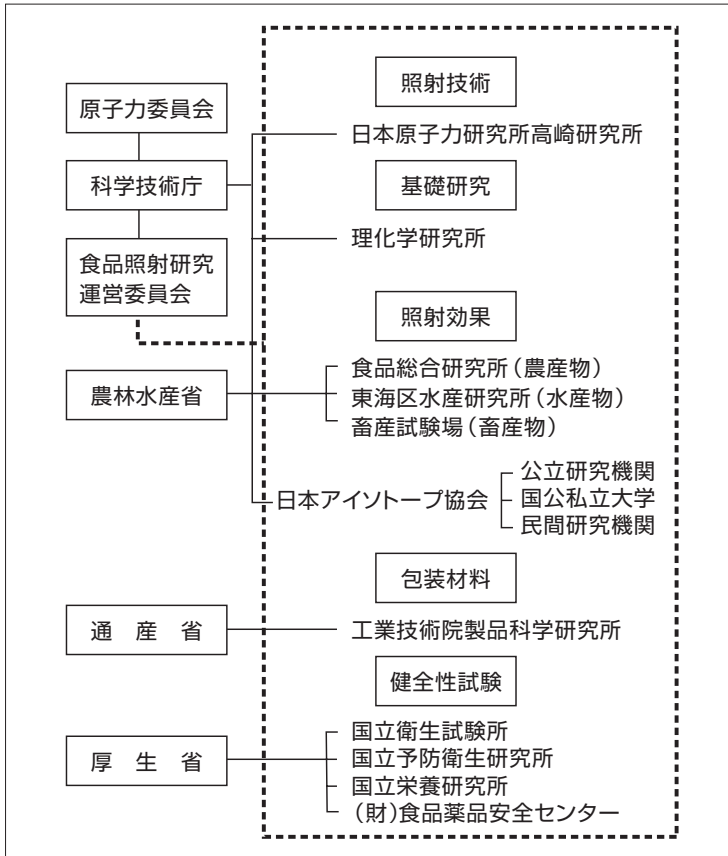 照射技術
原子力委員会
日本原子力研究所高崎研究所
科学技術庁
基礎研究
理化学研究所
食品照射研究
運営委員会
照射効果
食品総合研究所(農産物)
農林水産省
東海区水産研究所(水産物)
畜産試験場(畜産物)
公立研究機関
日本アイソトープ協会
国公私立大学
民間研究機関
包装材料
通 産 省
工業技術院製品科学研究所
健全性試験
国立衛生試験所
国立予防衛生研究所
厚 生 省
国立栄養研究所
(財)食品薬品安全センター